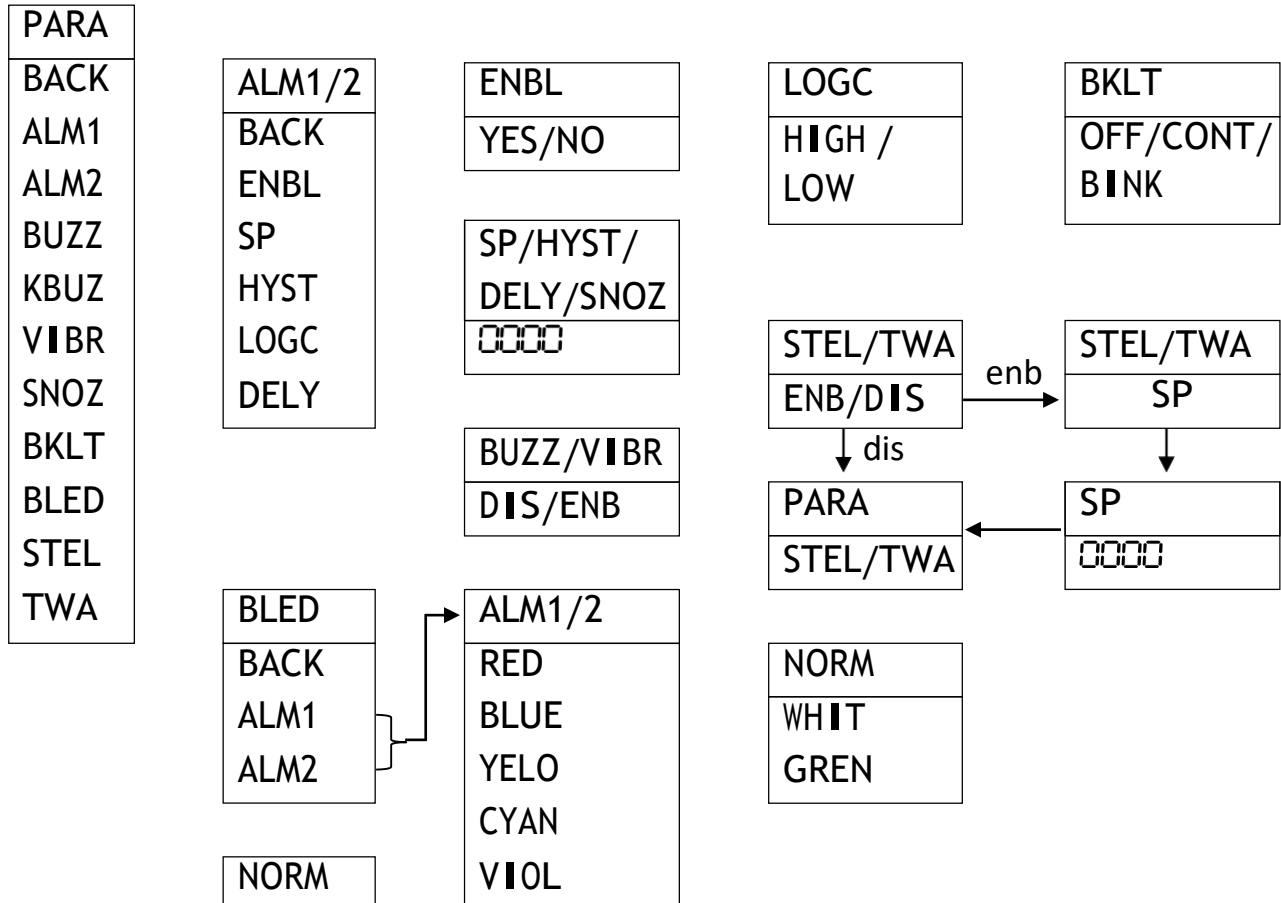 PARA
BACK
ALM1
ALM2
BUZZ
KBUZ
VIBR
SNOZ
BKLT
BLED
STEL
TWA
ALM1/2
BACK
ENBL
SP
HYST
LOGC
DELY
ENBL
YES/NO
SP/HYST/
DELY/SNOZ
0000
BUZZ/VIBR
DIS/ENB
LOGC
HIGH /
LOW
BKLT
OFF/CONT/
BINK
STEL/TWA
ENB/DIS
enb
dis
STEL/TWA
SP
SP
0000
PARA
STEL/TWA
BLED
BACK
ALM1
ALM2
NORM
ALM1/2
RED
BLUE
YELO
CYAN
VIOL
NORM
WHIT
GREN